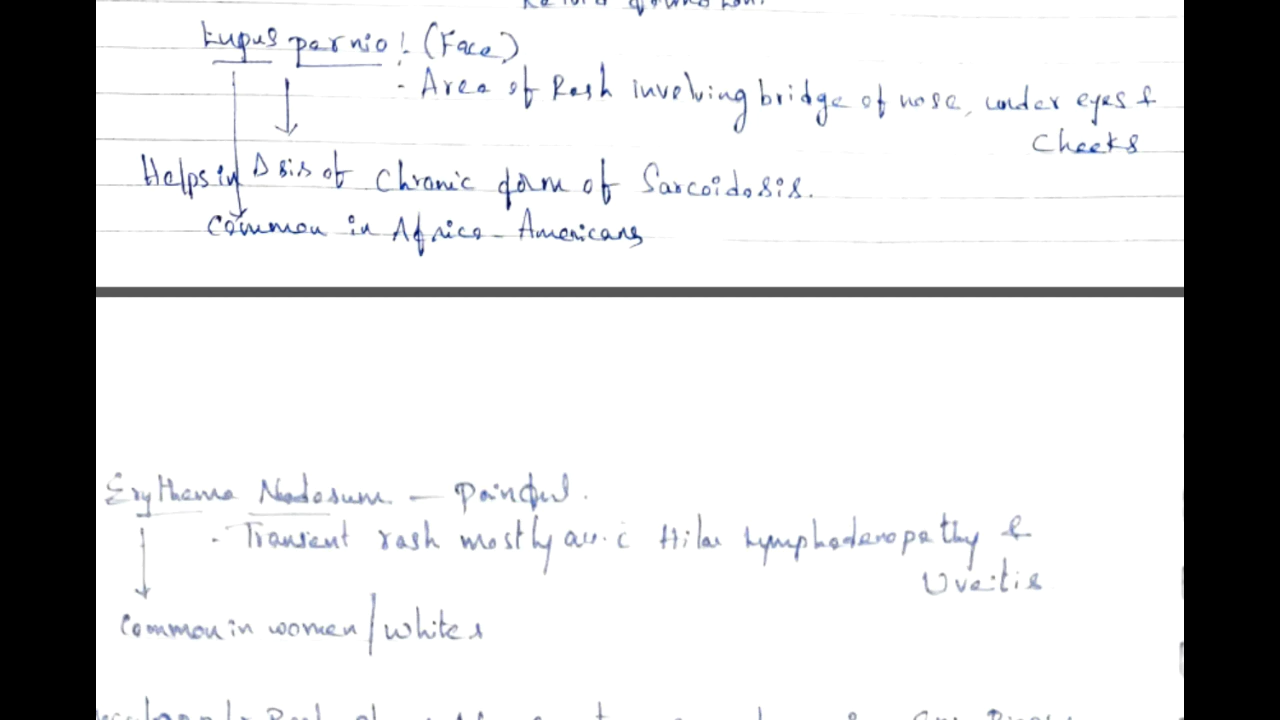 Lupus pernio : (Face)
- Area of Rash involving bridge of nose, under eyes &
Cheeks
Helps in Δsis of Chronic form of Sarcoidosis.
Common in Africo-Americans
Erythema Nodosum - Painful.
- Transient rash mostly ass. c Hilar lymphadenopathy &
Uveitis
Common in women / whites